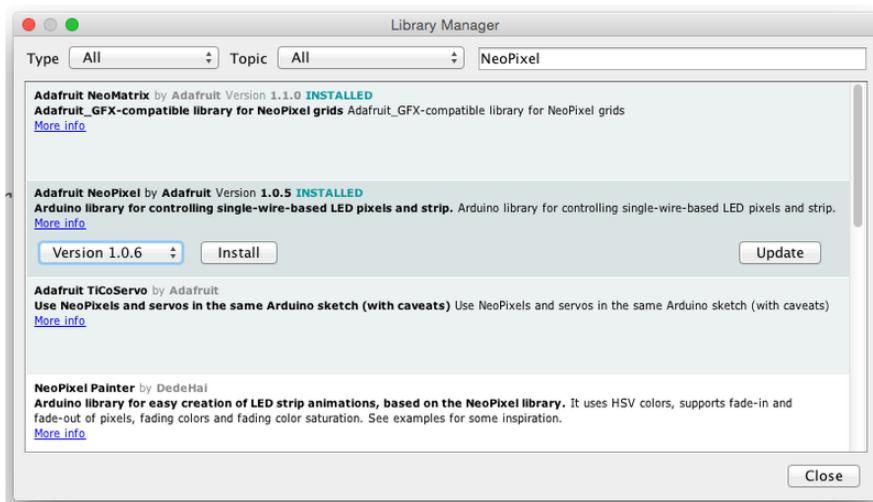 Library Manager
Type All Topic All NeoPixel
Adafruit NeoMatrix by Adafruit Version 1.1.0 INSTALLED
Adafruit_GFX-compatible library for NeoPixel grids Adafruit_GFX-compatible library for NeoPixel grids
More info
Adafruit NeoPixel by Adafruit Version 1.0.5 INSTALLED
Arduino library for controlling single-wire-based LED pixels and strip. Arduino library for controlling single-wire-based LED pixels and strip.
More info
Version 1.0.6 Install Update
Adafruit TiCoServo by Adafruit
Use NeoPixels and servos in the same Arduino sketch (with caveats) Use NeoPixels and servos in the same Arduino sketch (with caveats)
More info
NeoPixel Painter by DedeHai
Arduino library for easy creation of LED strip animations, based on the NeoPixel library. It uses HSV colors, supports fade-in and
fade-out of pixels, fading colors and fading color saturation. See examples for some inspiration.
More info
Close